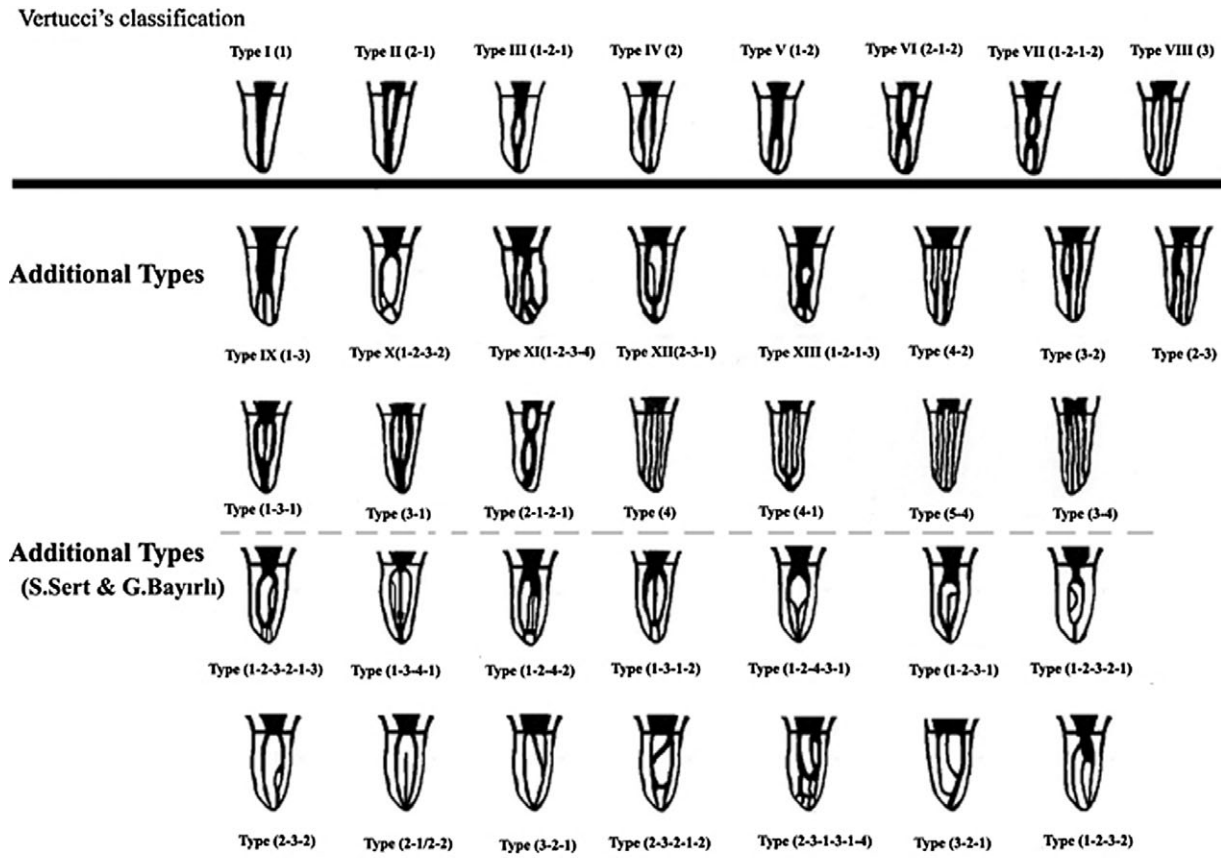 Vertucci's classification
Type I (1) Type II (2-1) Type III (1-2-1) Type IV (2) Type V (1-2) Type VI (2-1-2) Type VII (1-2-1-2) Type VIII (3)
Additional Types
Type IX (1-3) Type X(1-2-3-2) Type XI(1-2-3-4) Type XII(2-3-1) Type XIII (1-2-1-3) Type (4-2) Type (3-2) Type (2-3)
Type (1-3-1) Type (3-1) Type (2-1-2-1) Type (4) Type (4-1) Type (5-4) Type (3-4)
Additional Types
(S.Sert & G.Bayırlı)
Type (1-2-3-2-1-3) Type (1-3-4-1) Type (1-2-4-2) Type (1-3-1-2) Type (1-2-4-3-1) Type (1-2-3-1) Type (1-2-3-2-1)
Type (2-3-2) Type (2-1/2-2) Type (3-2-1) Type (2-3-2-1-2) Type (2-3-1-3-1-4) Type (3-2-1) Type (1-2-3-2)